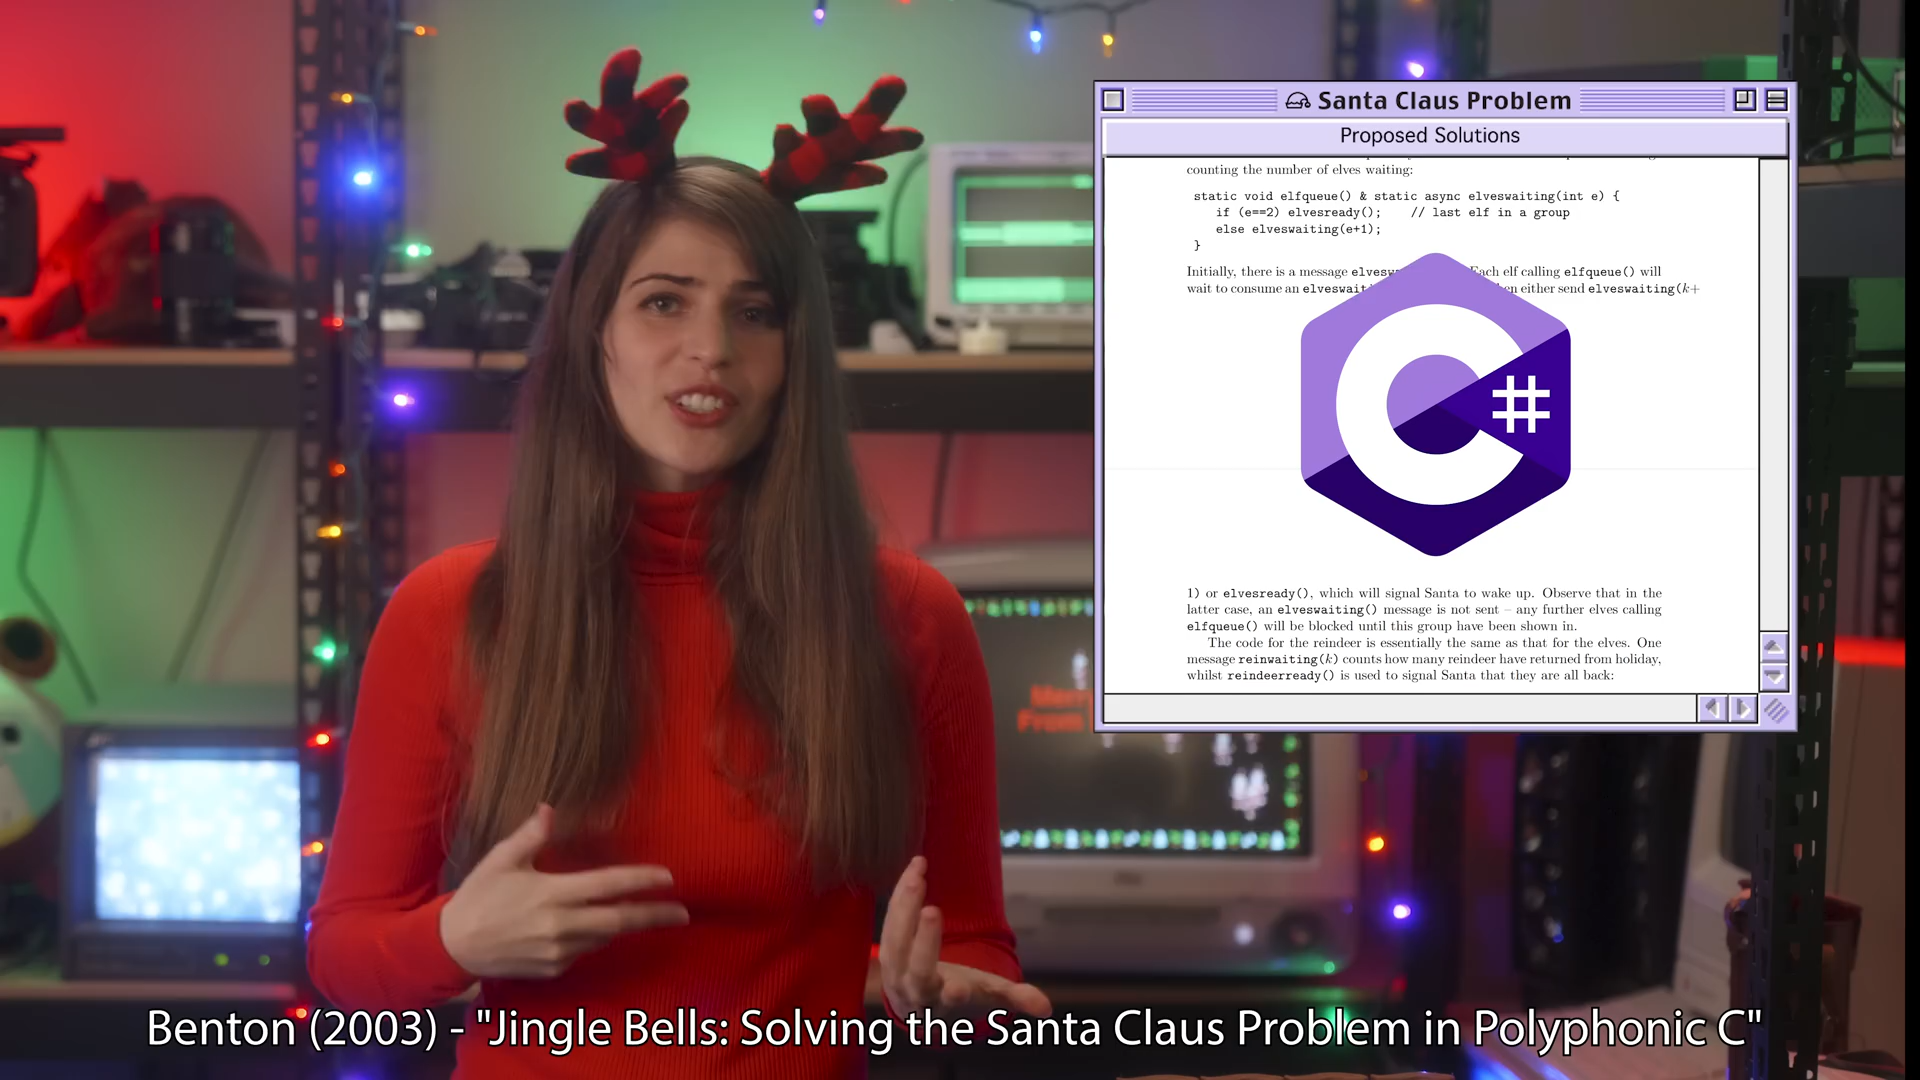 Santa Claus Problem
Proposed Solutions
counting the number of elves waiting:
static void elfqueue() & static async elveswaiting(int e) {
if (e==2) elvesready();    // last elf in a group
else elveswaiting(e+1);
}
Initially, there is a message Each elf calling elfqueue() will
wait to consume an either send elveswaiting(k+
C#
1) or elvesready(), which will signal Santa to wake up. Observe that in the
latter case, an elveswaiting() message is not sent – any further elves calling
elfqueue() will be blocked until this group have been shown in.
The code for the reindeer is essentially the same as that for the elves. One
message reinwaiting(k) counts how many reindeer have returned from holiday,
whilst reindeerready() is used to signal Santa that they are all back:
From
Benton (2003) - "Jingle Bells: Solving the Santa Claus Problem in Polyphonic C"